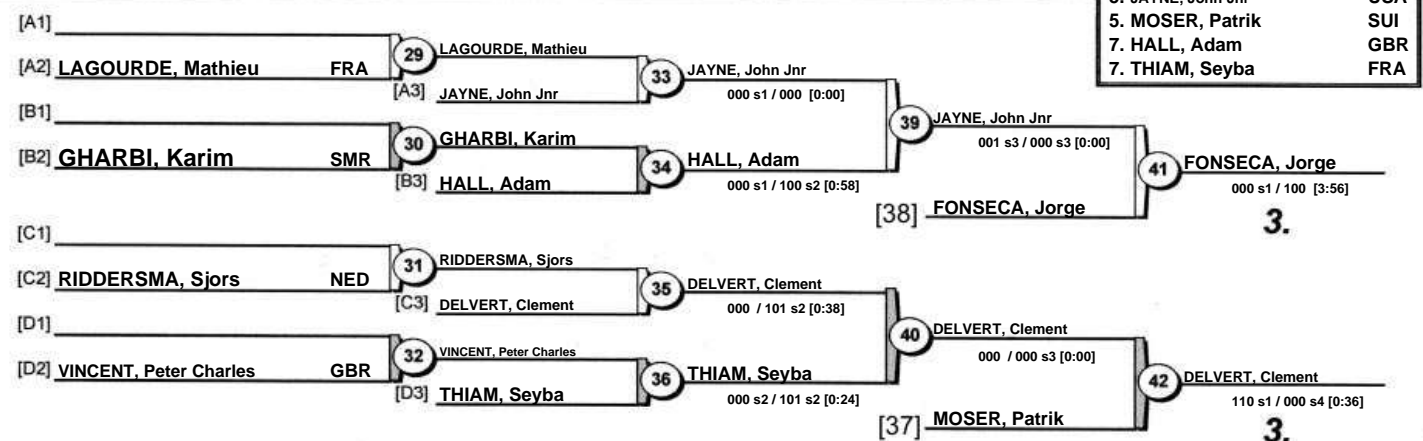 5. JAYNE, John Jnr USA
5. MOSER, Patrik SUI
7. HALL, Adam GBR
7. THIAM, Seyba FRA
[A1]
[A2] LAGOURDE, Mathieu FRA
29
LAGOURDE, Mathieu
[A3] JAYNE, John Jnr
33
JAYNE, John Jnr
000 s1 / 000 [0:00]
[B1]
[B2] GHARBI, Karim SMR
30
GHARBI, Karim
[B3] HALL, Adam
34
HALL, Adam
000 s1 / 100 s2 [0:58]
39
JAYNE, John Jnr
001 s3 / 000 s3 [0:00]
[38] FONSECA, Jorge
41
FONSECA, Jorge
000 s1 / 100 [3:56]
3.
[C1]
[C2] RIDDERSMA, Sjors NED
31
RIDDERSMA, Sjors
[C3] DELVERT, Clement
35
DELVERT, Clement
000 / 101 s2 [0:38]
[D1]
[D2] VINCENT, Peter Charles GBR
32
VINCENT, Peter Charles
[D3] THIAM, Seyba
36
THIAM, Seyba
000 s2 / 101 s2 [0:24]
40
DELVERT, Clement
000 / 000 s3 [0:00]
[37] MOSER, Patrik
42
DELVERT, Clement
110 s1 / 000 s4 [0:36]
3.